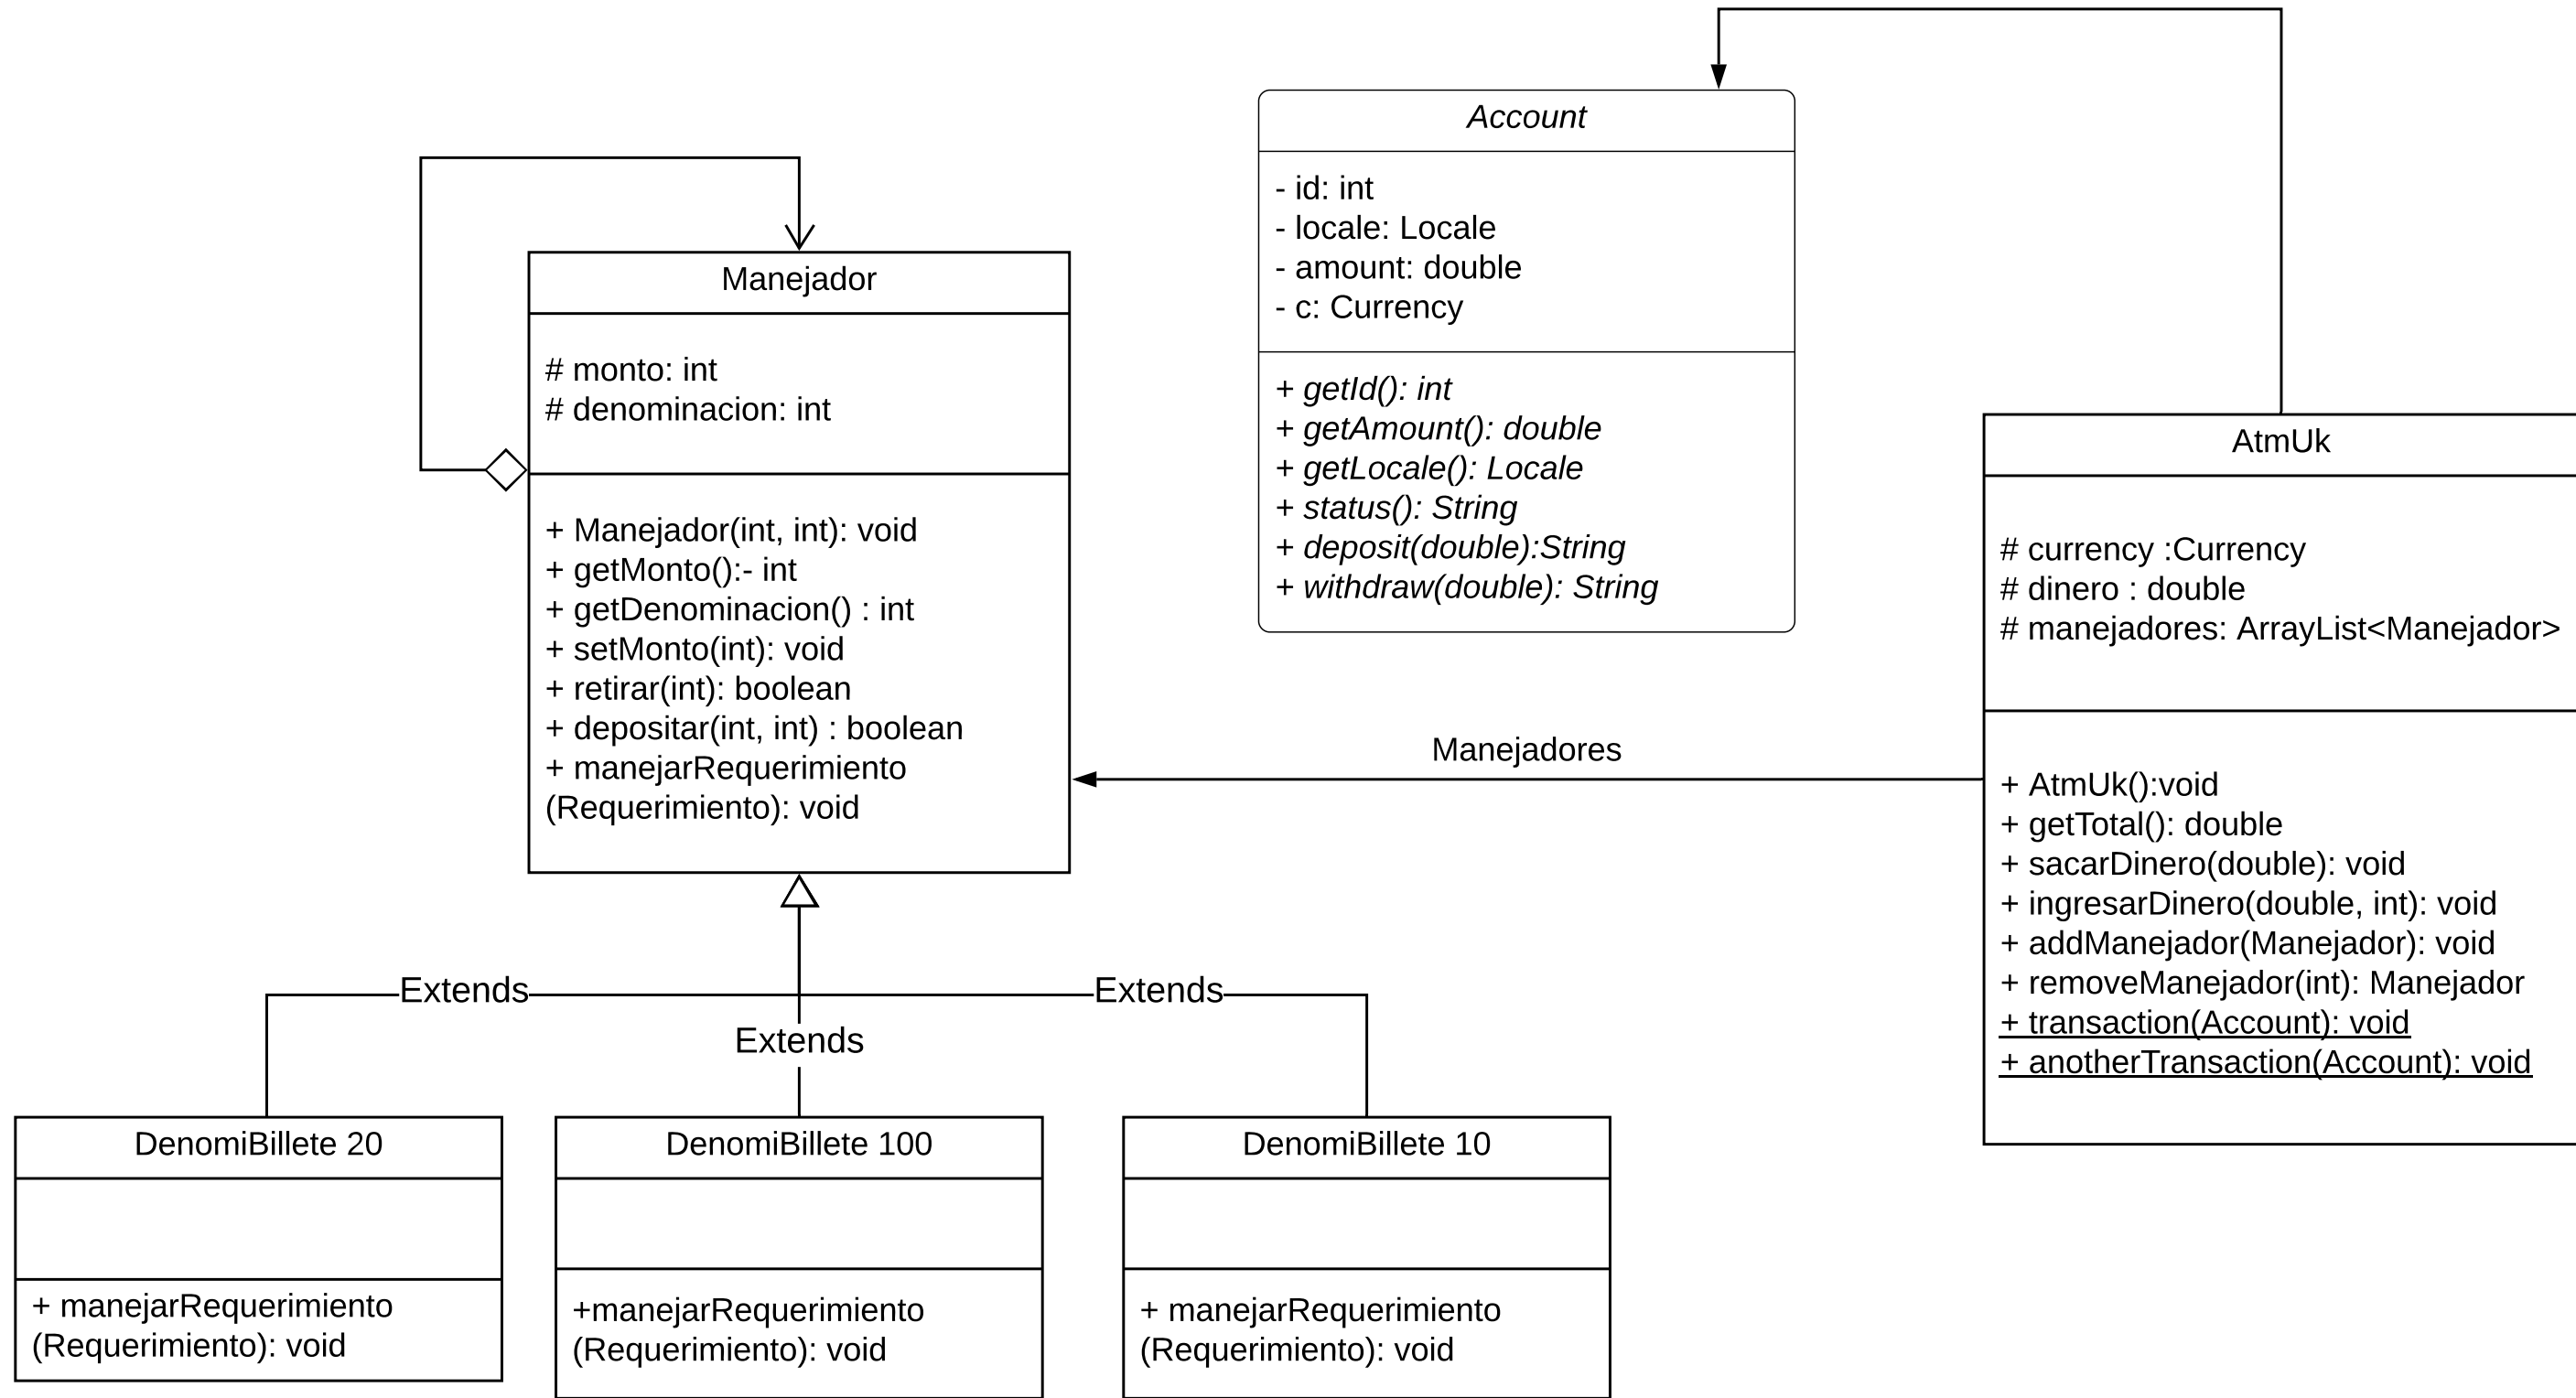 Account
- id: int
- locale: Locale
- amount: double
- c: Currency
+ getId(): int
+ getAmount(): double
+ getLocale(): Locale
+ status(): String
+ deposit(double):String
+ withdraw(double): String
Manejador
# monto: int
# denominacion: int
+ Manejador(int, int): void
+ getMonto():- int
+ getDenominacion() : int
+ setMonto(int): void
+ retirar(int): boolean
+ depositar(int, int) : boolean
+ manejarRequerimiento
(Requerimiento): void
AtmUk
# currency :Currency
# dinero : double
# manejadores: ArrayList<Manejador>
+ AtmUk():void
+ getTotal(): double
+ sacarDinero(double): void
+ ingresarDinero(double, int): void
+ addManejador(Manejador): void
+ removeManejador(int): Manejador
+ transaction(Account): void
+ anotherTransaction(Account): void
Manejadores
Extends
Extends
Extends
DenomiBillete 20
+ manejarRequerimiento
(Requerimiento): void
DenomiBillete 100
+manejarRequerimiento
(Requerimiento): void
DenomiBillete 10
+ manejarRequerimiento
(Requerimiento): void